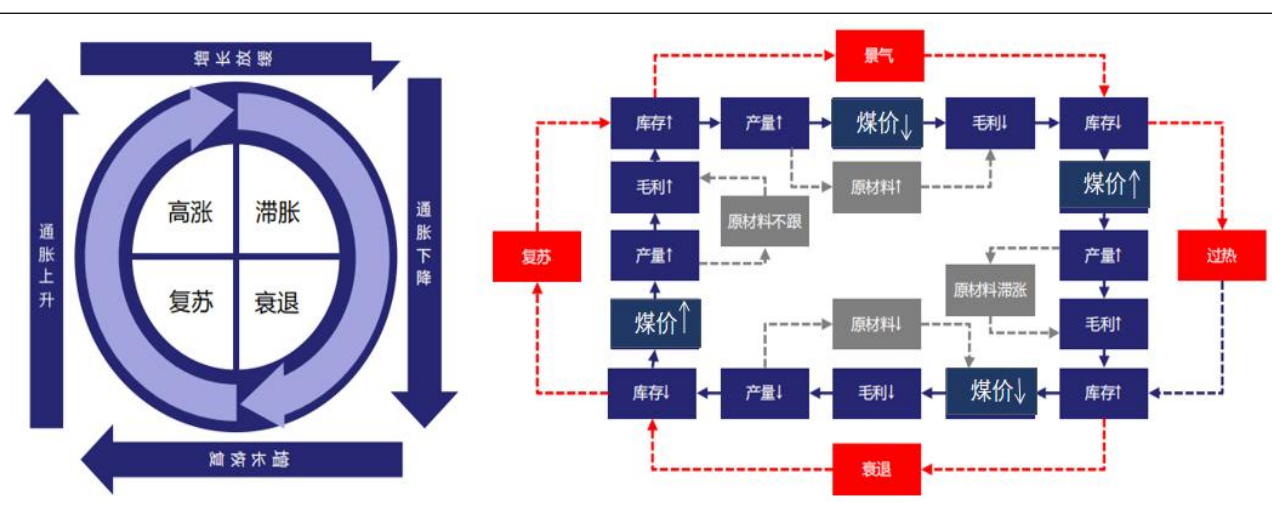 增长放缓
通胀上升
高涨
滞胀
复苏
衰退
通胀下降
增长恢复
景气
库存↑
产量↑
煤价↓
毛利↓
库存↓
毛利↑
原材料↑
煤价↑
原材料不跟
复苏
产量↑
产量↑
过热
原材料滞涨
煤价↑
原材料↓
毛利↑
库存↓
产量↓
毛利↓
煤价↓
库存↑
衰退